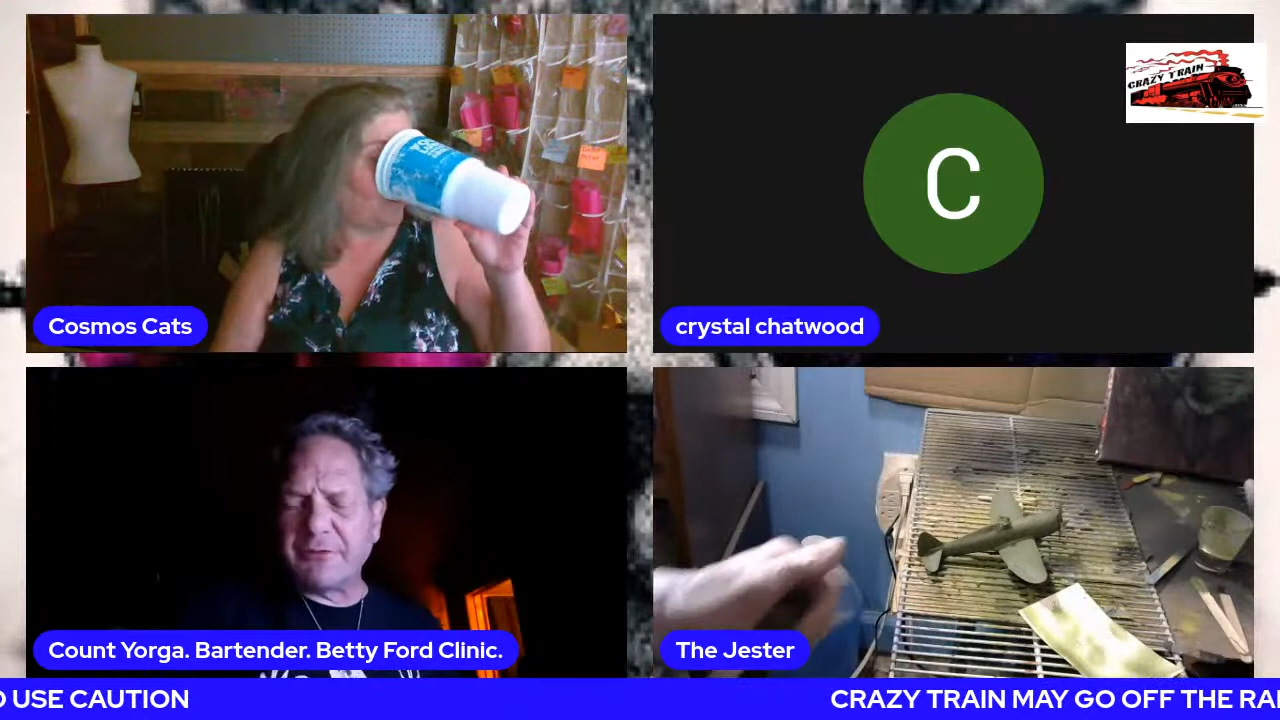 CRAZY TRAIN
C
Cosmos Cats
crystal chatwood
Count Yorga. Bartender. Betty Ford Clinic.
The Jester
USE CAUTION
CRAZY TRAIN MAY GO OFF THE RAI